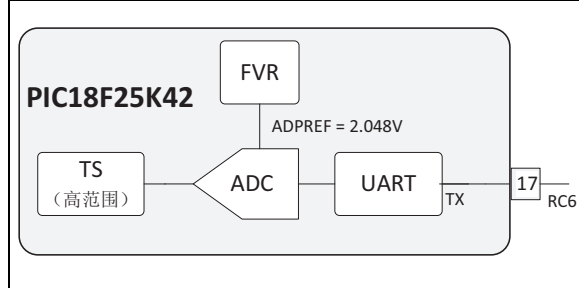 FVR
PIC18F25K42
ADPREF = 2.048V
TS
（高范围）
ADC
UART
TX
17
RC6